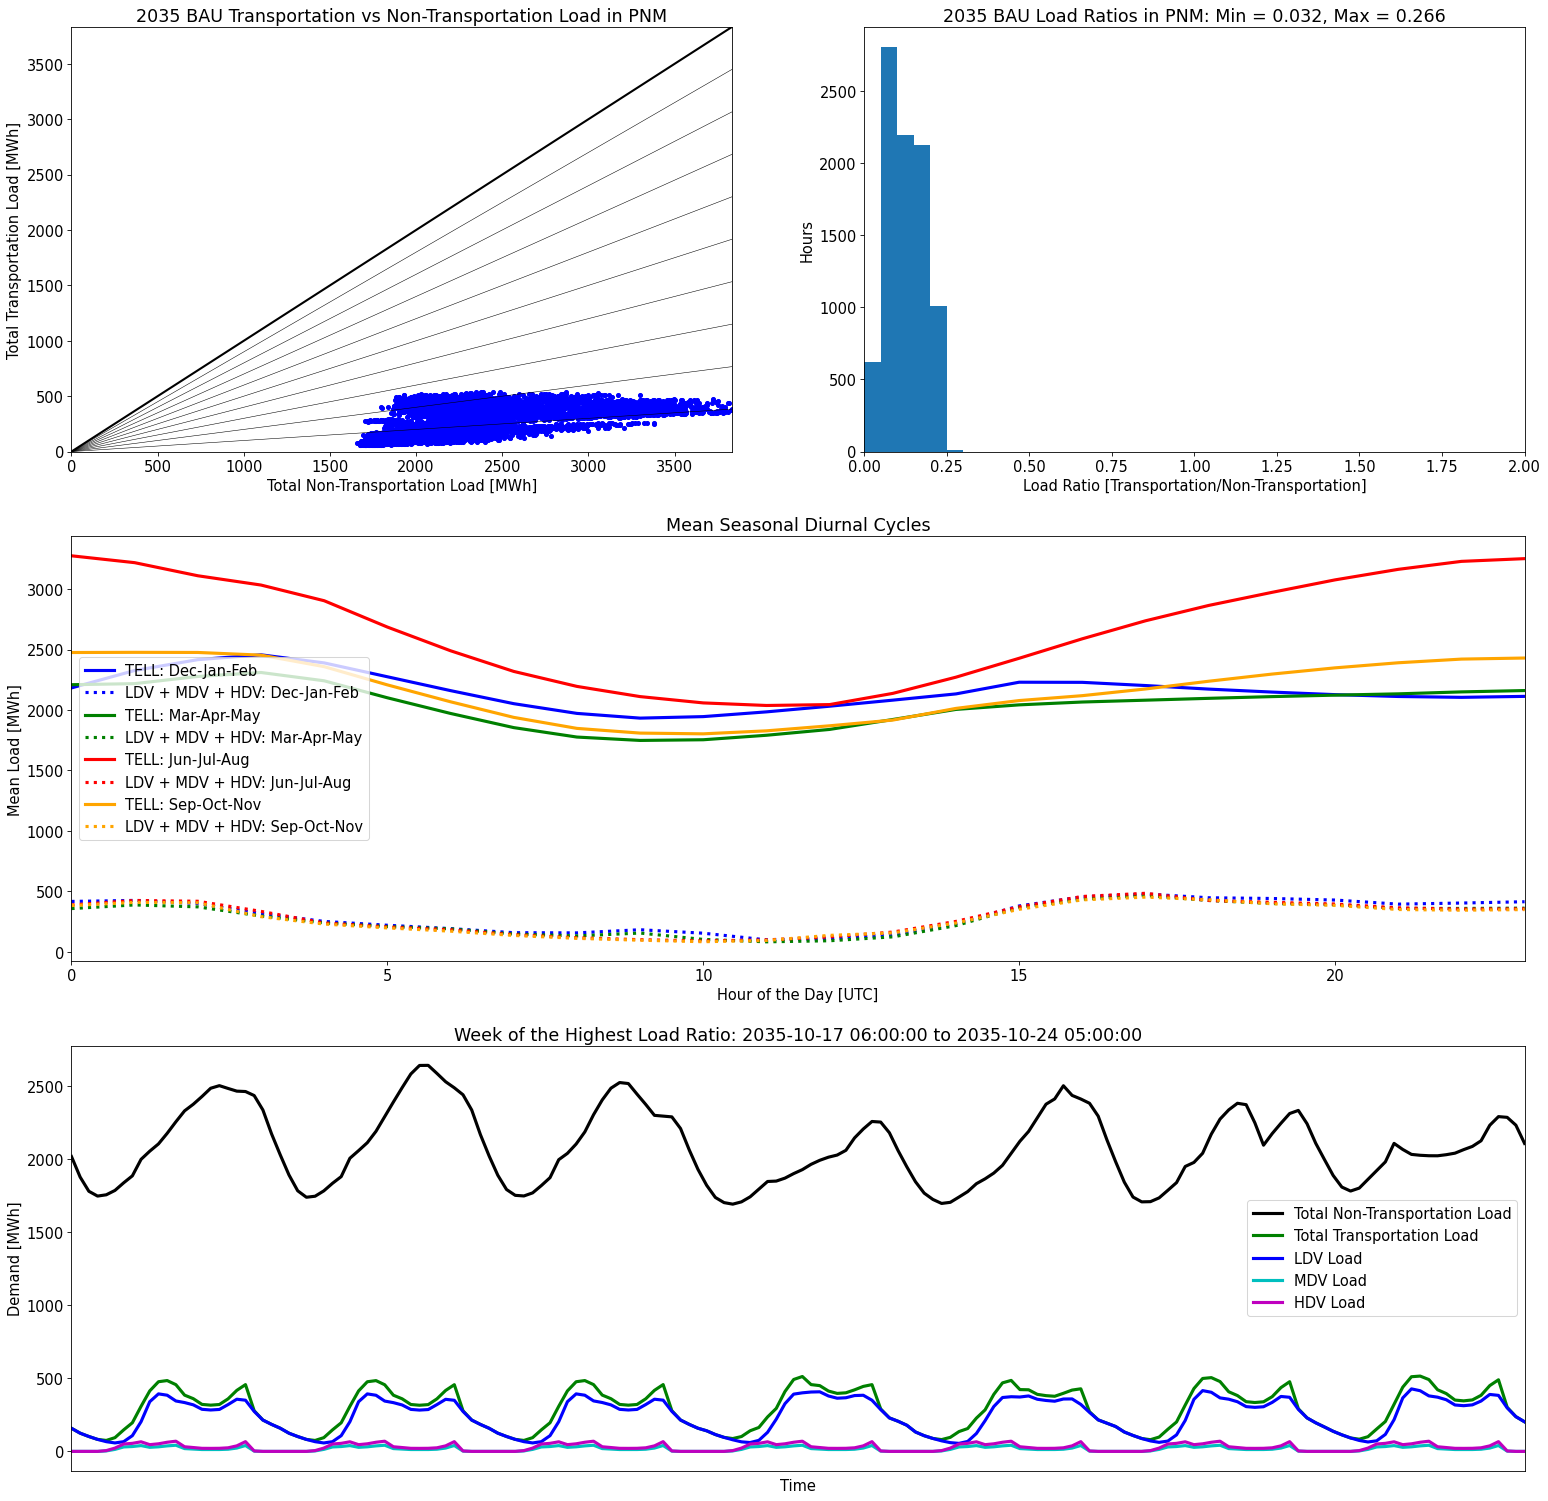 2035 BAU Transportation vs Non-Transportation Load in PNM
Total Transportation Load [MWh]
3500
3000
2500
2000
1500
1000
500
0
0 500 1000 1500 2000 2500 3000 3500
Total Non-Transportation Load [MWh]
2035 BAU Load Ratios in PNM: Min = 0.032, Max = 0.266
Hours
2500
2000
1500
1000
500
0
0.00 0.25 0.50 0.75 1.00 1.25 1.50 1.75 2.00
Load Ratio [Transportation/Non-Transportation]
Mean Seasonal Diurnal Cycles
Mean Load [MWh]
3000
2500
2000
1500
1000
500
0
TELL: Dec-Jan-Feb
LDV + MDV + HDV: Dec-Jan-Feb
TELL: Mar-Apr-May
LDV + MDV + HDV: Mar-Apr-May
TELL: Jun-Jul-Aug
LDV + MDV + HDV: Jun-Jul-Aug
TELL: Sep-Oct-Nov
LDV + MDV + HDV: Sep-Oct-Nov
0 5 10 15 20
Hour of the Day [UTC]
Week of the Highest Load Ratio: 2035-10-17 06:00:00 to 2035-10-24 05:00:00
Demand [MWh]
2500
2000
1500
1000
500
0
Total Non-Transportation Load
Total Transportation Load
LDV Load
MDV Load
HDV Load
Time